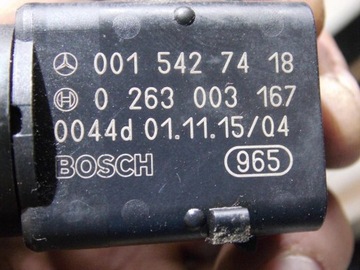 001 542 74 18
0 263 003 167
0044d 01.11.15/04
BOSCH 965